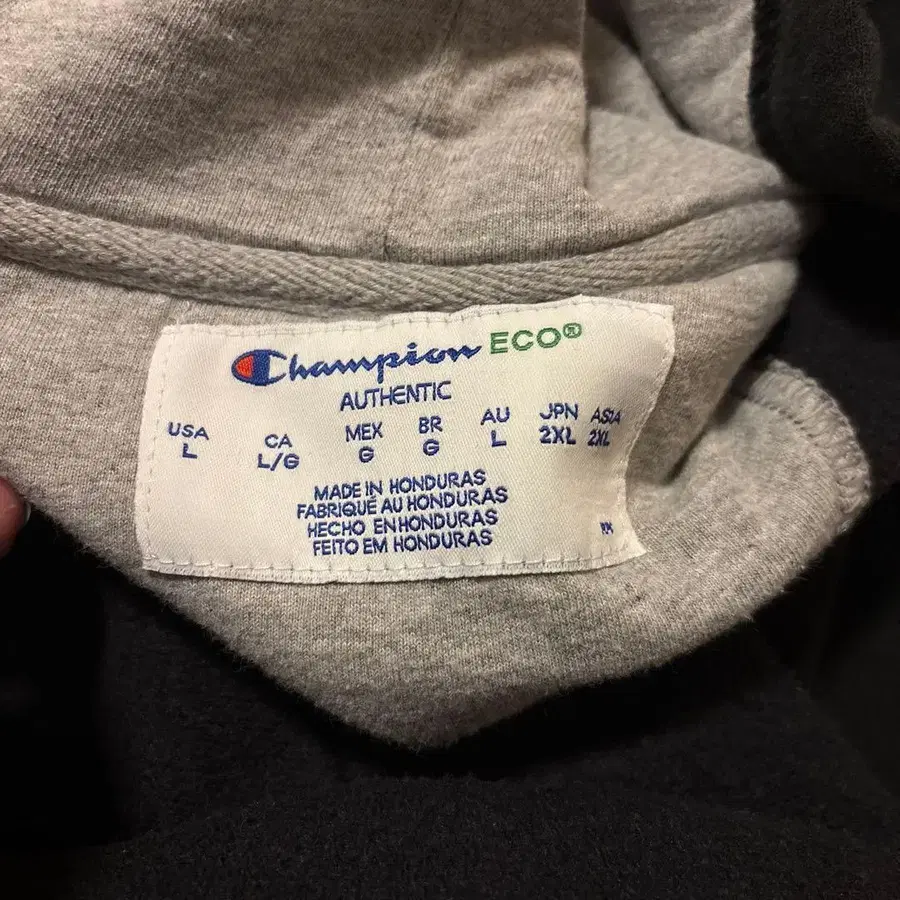 Champion ECO®
AUTHENTIC
USA CA MEX BR AU JPN ASIA
L L/G G G L 2XL 2XL
MADE IN HONDURAS
FABRIQUÉ AU HONDURAS
HECHO EN HONDURAS
FEITO EM HONDURAS